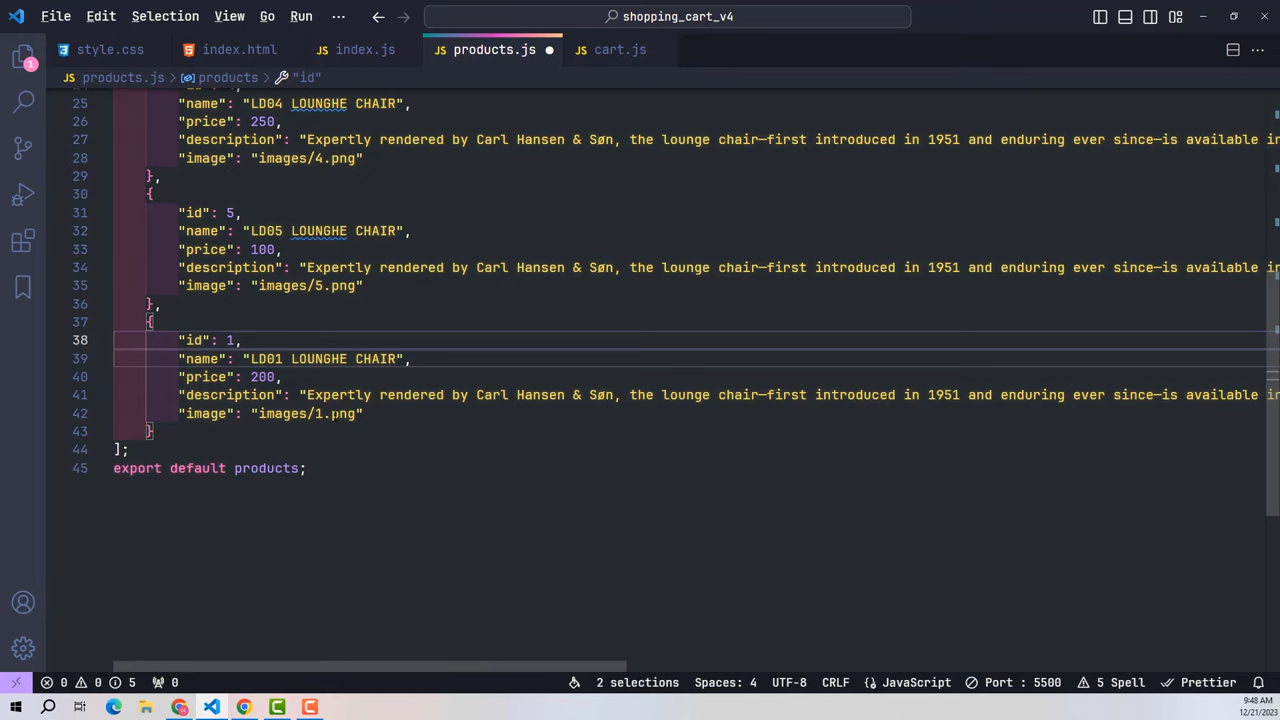 File Edit Selection View Go Run ··· shopping_cart_v4
style.css index.html JS index.js JS products.js JS cart.js
JS products.js > products > "id"
25 "name": "LD04 LOUNGHE CHAIR",
26 "price": 250,
27 "description": "Expertly rendered by Carl Hansen & Søn, the lounge chair—first introduced in 1951 and enduring ever since—is available in
28 "image": "images/4.png"
29 },
30 {
31 "id": 5,
32 "name": "LD05 LOUNGHE CHAIR",
33 "price": 100,
34 "description": "Expertly rendered by Carl Hansen & Søn, the lounge chair—first introduced in 1951 and enduring ever since—is available in
35 "image": "images/5.png"
36 },
37 {
38 "id": 1,
39 "name": "LD01 LOUNGHE CHAIR",
40 "price": 200,
41 "description": "Expertly rendered by Carl Hansen & Søn, the lounge chair—first introduced in 1951 and enduring ever since—is available in
42 "image": "images/1.png"
43 }
44 ];
45 export default products;
0 0 5 0 2 selections Spaces: 4 UTF-8 CRLF {} JavaScript Port : 5500 5 Spell Prettier
9:48 AM
12/21/2023